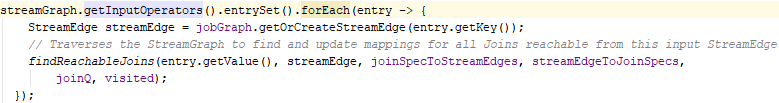 streamGraph.getInputOperators().entrySet().forEach(entry -> {
StreamEdge streamEdge = jobGraph.getOrCreateStreamEdge(entry.getKey());
// Traverses the StreamGraph to find and update mappings for all Joins reachable from this input StreamEdge
findReachableJoins(entry.getValue(), streamEdge, joinSpecToStreamEdges, streamEdgeToJoinSpecs,
joinQ, visited);
});